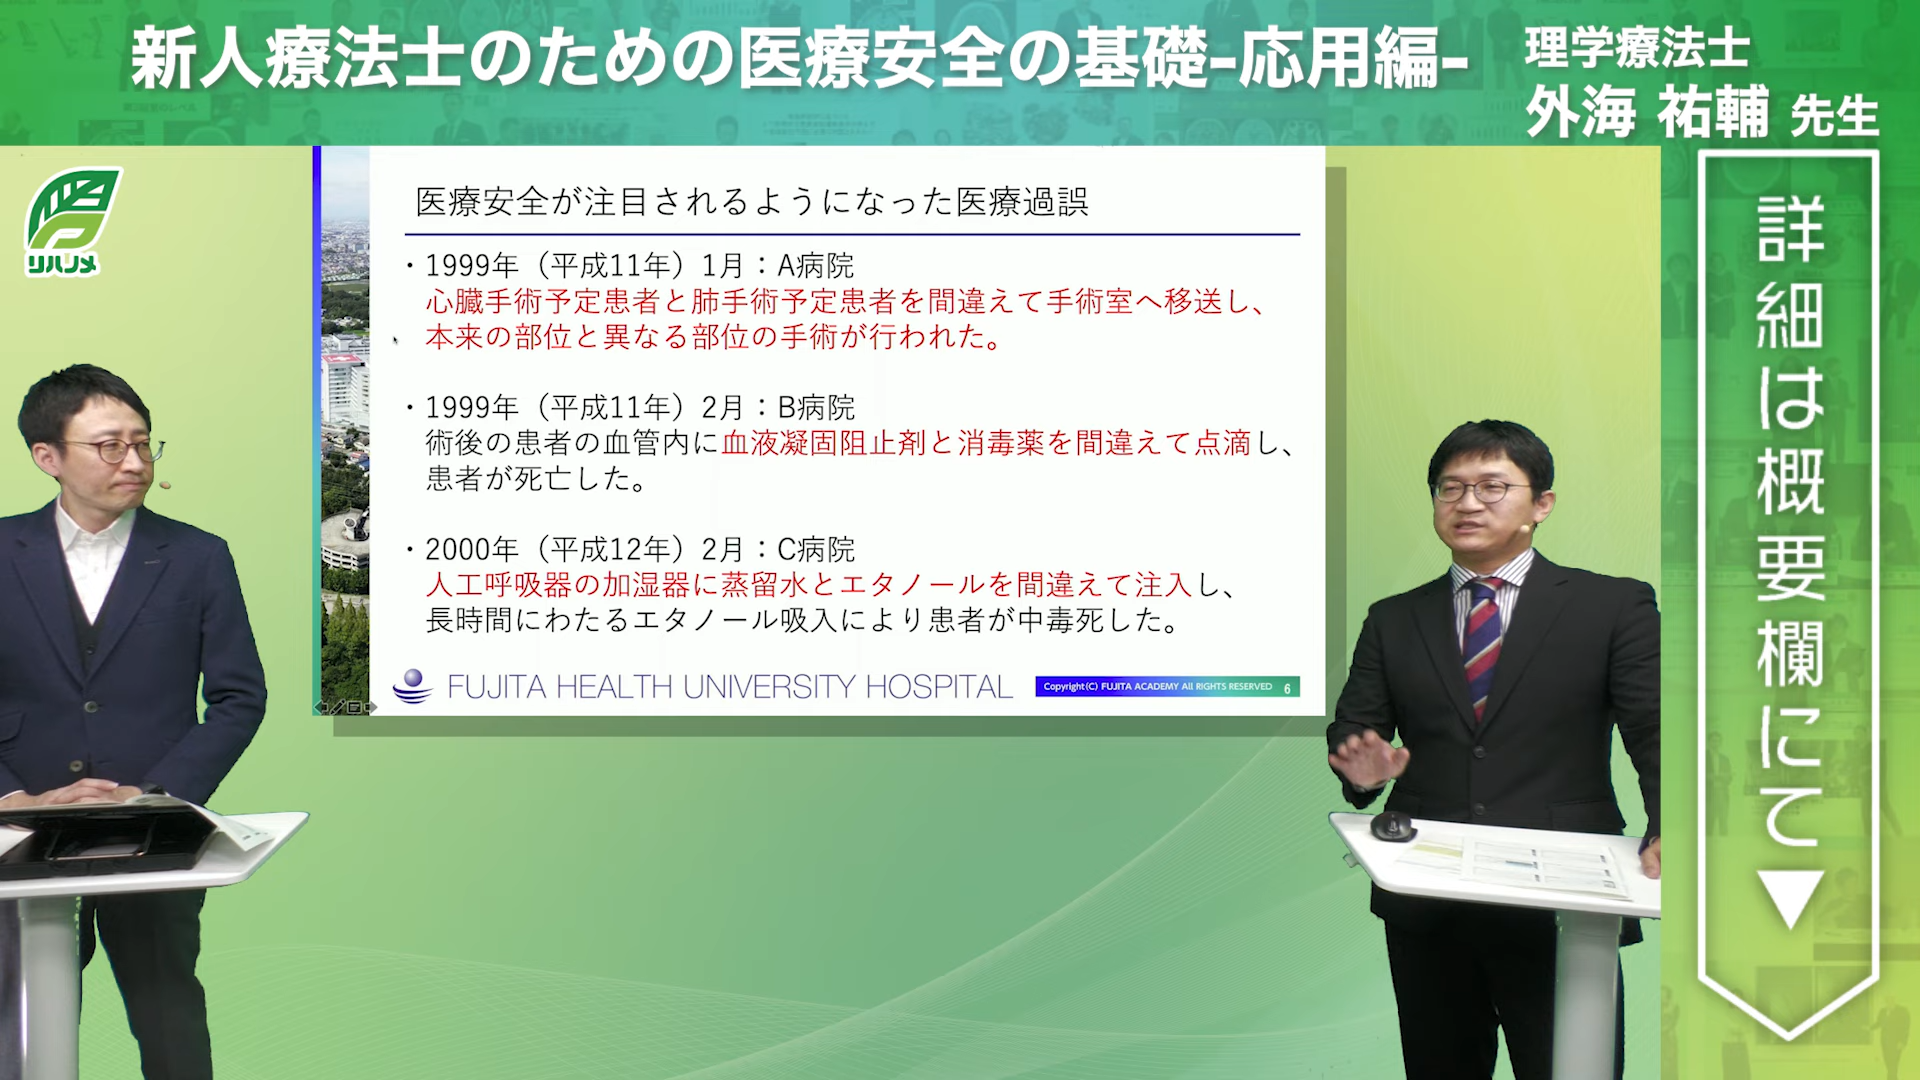 新人療法士のための医療安全の基礎-応用編-
理学療法士
外海 祐輔 先生
リハノメ
医療安全が注目されるようになった医療過誤
・1999年（平成11年）1月：A病院
心臓手術予定患者と肺手術予定患者を間違えて手術室へ移送し、
本来の部位と異なる部位の手術が行われた。
・1999年（平成11年）2月：B病院
術後の患者の血管内に血液凝固阻止剤と消毒薬を間違えて点滴し、
患者が死亡した。
・2000年（平成12年）2月：C病院
人工呼吸器の加湿器に蒸留水とエタノールを間違えて注入し、
長時間にわたるエタノール吸入により患者が中毒死した。
FUJITA HEALTH UNIVERSITY HOSPITAL
Copyright(C) FUJITA ACADEMY All RIGHTS RESERVED 6
詳細は概要欄にて▼